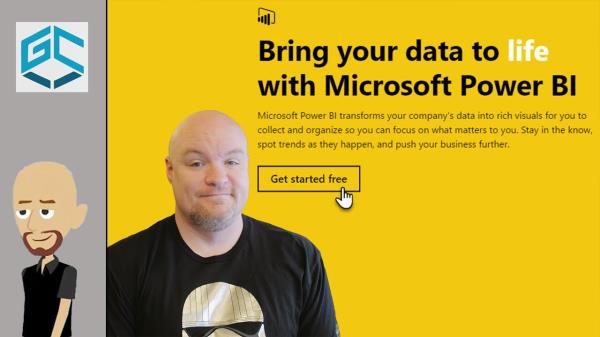 GC
Bring your data to life
with Microsoft Power BI
Microsoft Power BI transforms your company's data into rich visuals for you to
collect and organize so you can focus on what matters to you. Stay in the know,
spot trends as they happen, and push your business further.
Get started free